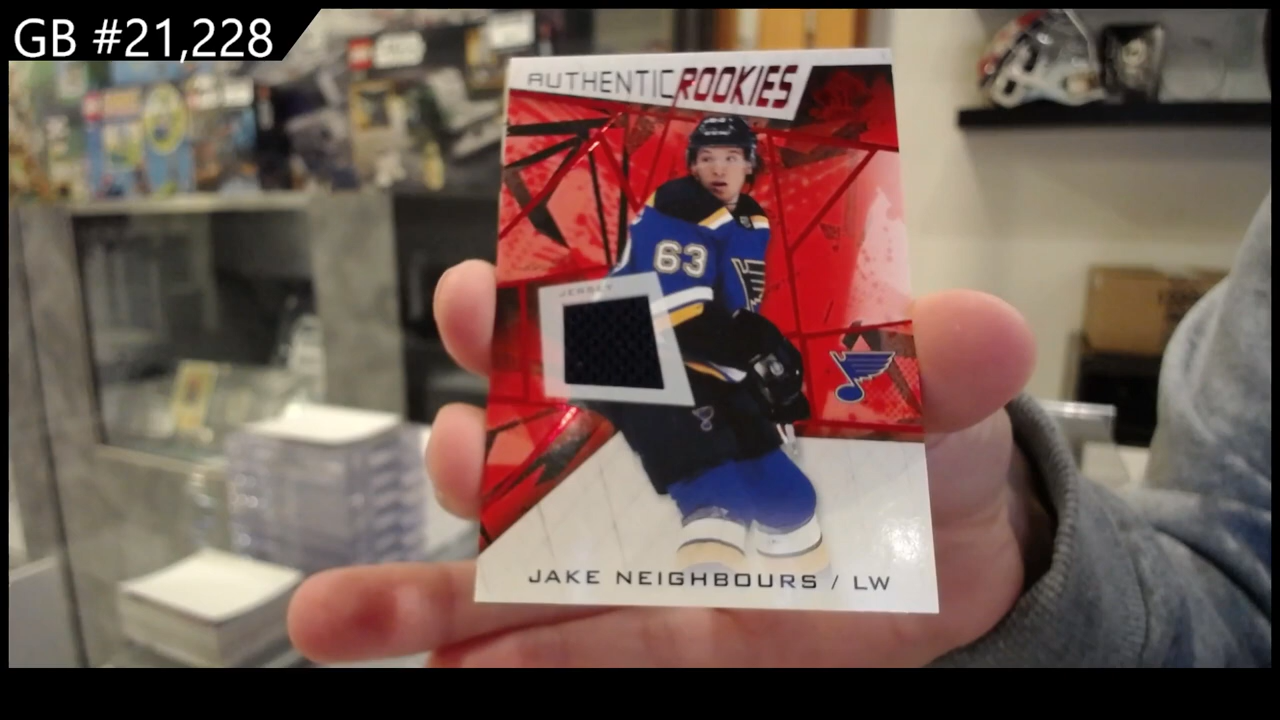 GB #21,228
AUTHENTIC ROOKIES
63
JERSEY
JAKE NEIGHBOURS / LW